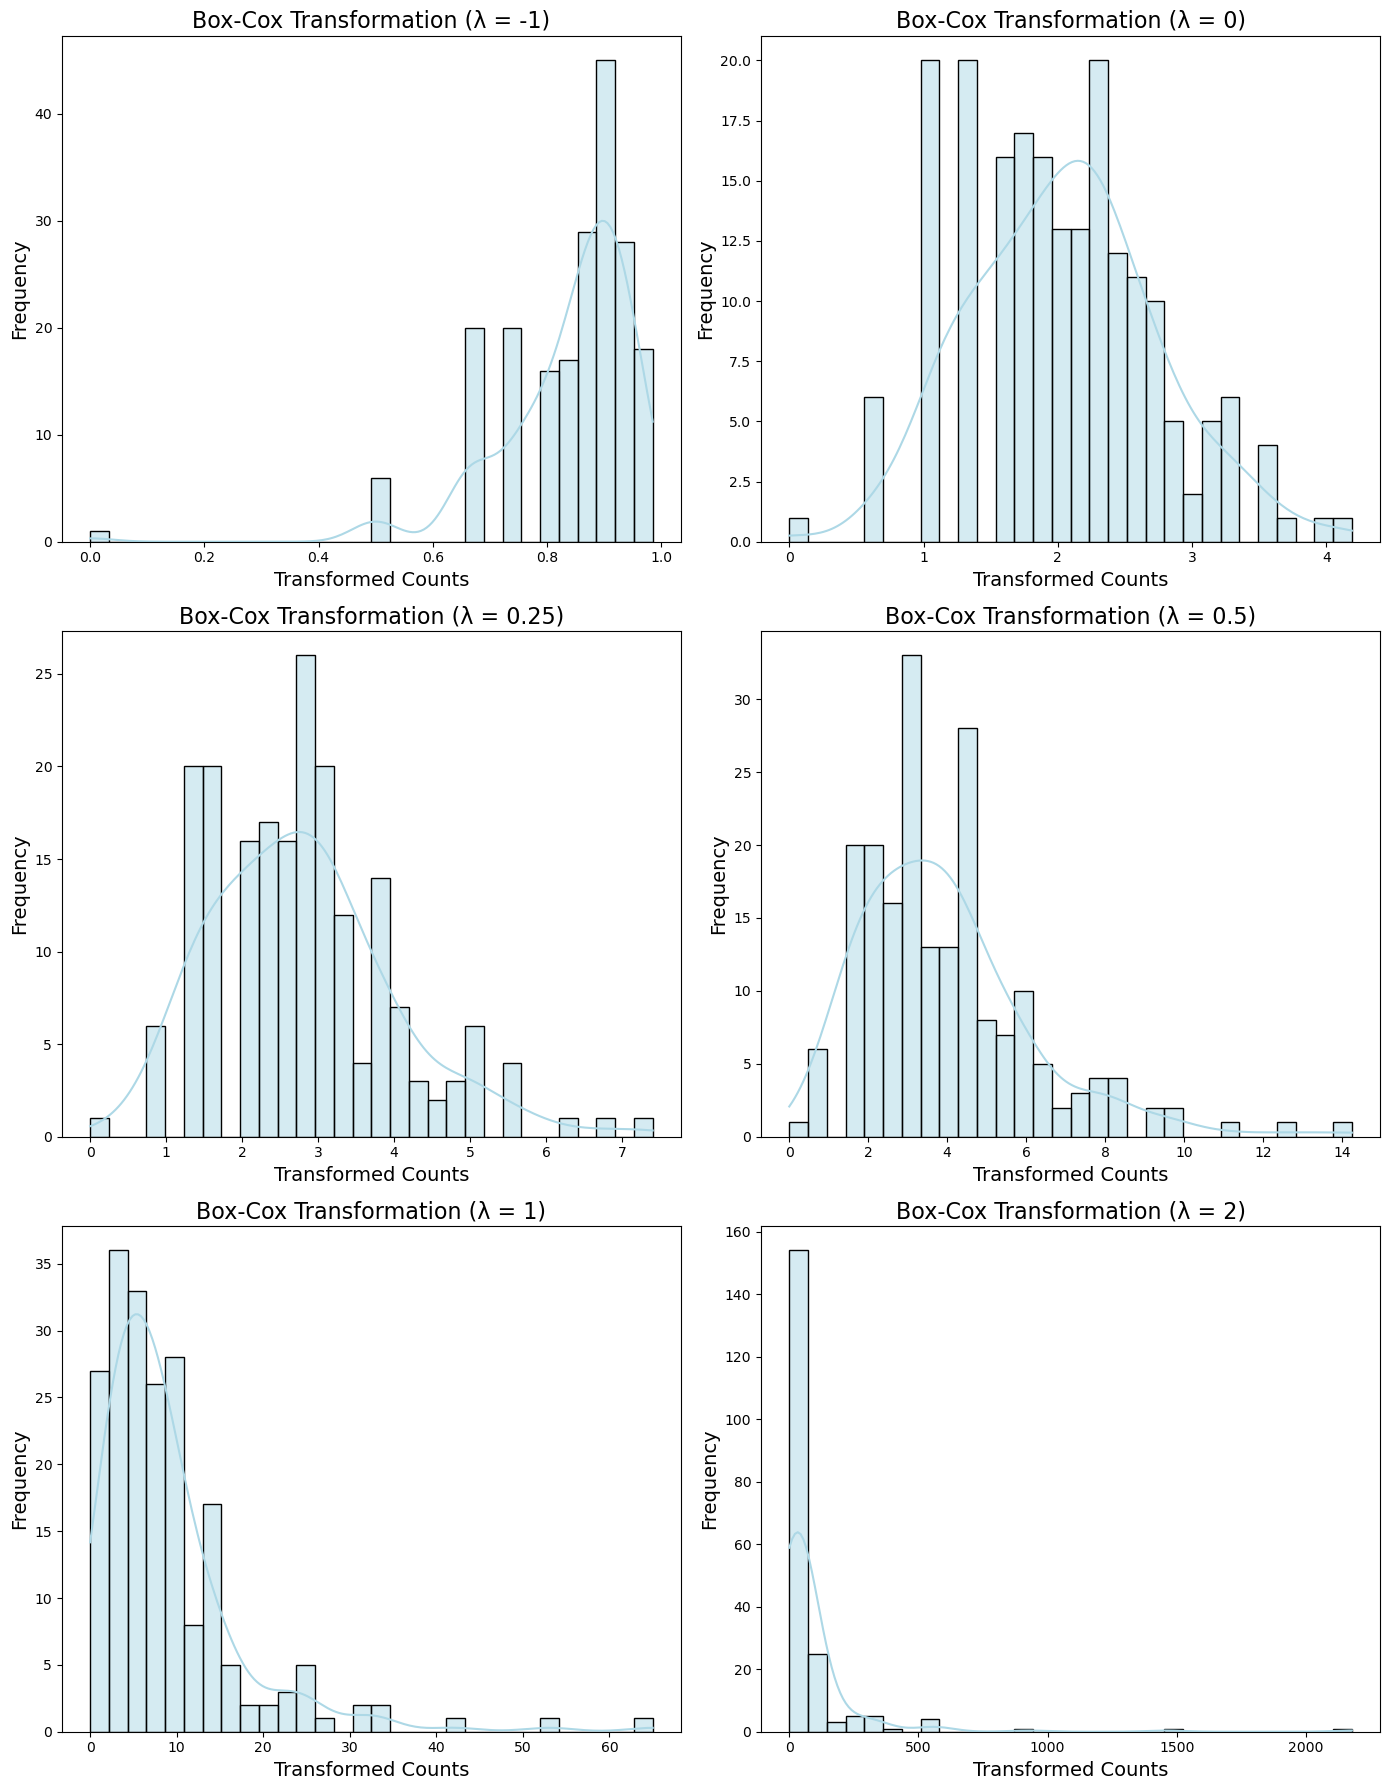 Box-Cox Transformation (λ = -1)
Frequency
40
30
20
10
0
0.0 0.2 0.4 0.6 0.8 1.0
Transformed Counts
Box-Cox Transformation (λ = 0)
Frequency
20.0
17.5
15.0
12.5
10.0
7.5
5.0
2.5
0.0
0 1 2 3 4
Transformed Counts
Box-Cox Transformation (λ = 0.25)
Frequency
25
20
15
10
5
0
0 1 2 3 4 5 6 7
Transformed Counts
Box-Cox Transformation (λ = 0.5)
Frequency
30
25
20
15
10
5
0
0 2 4 6 8 10 12 14
Transformed Counts
Box-Cox Transformation (λ = 1)
Frequency
35
30
25
20
15
10
5
0
0 10 20 30 40 50 60
Transformed Counts
Box-Cox Transformation (λ = 2)
Frequency
160
140
120
100
80
60
40
20
0
0 500 1000 1500 2000
Transformed Counts